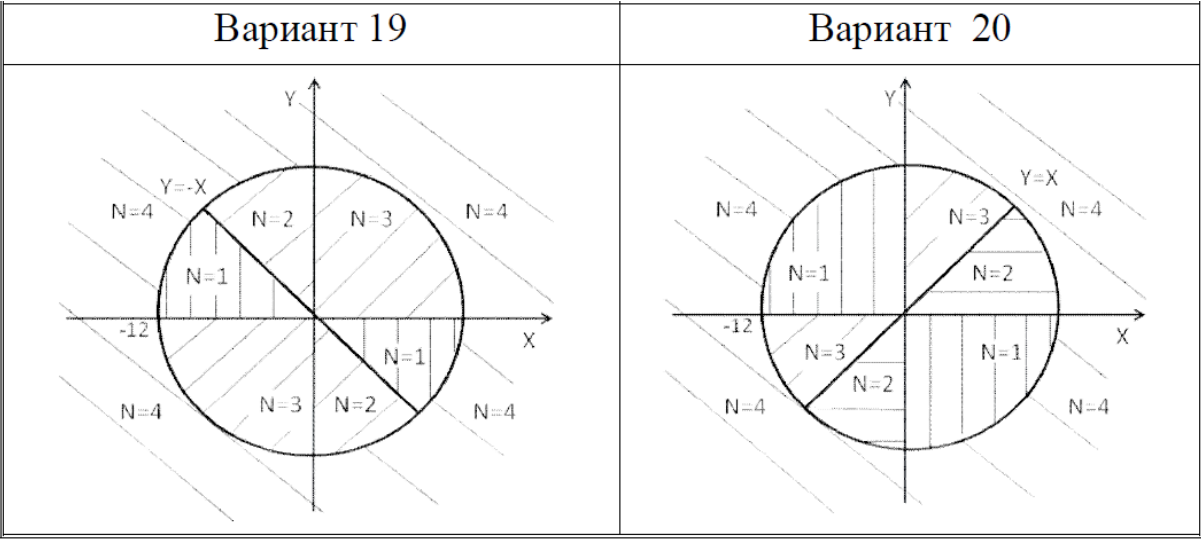 Вариант 19
Y
Y=-X
N=4
N=2
N=3
N=4
N=1
-12
X
N=1
N=4
N=3
N=2
N=4
Вариант 20
Y
Y=X
N=4
N=3
N=4
N=1
N=2
-12
X
N=3
N=1
N=2
N=4
N=4